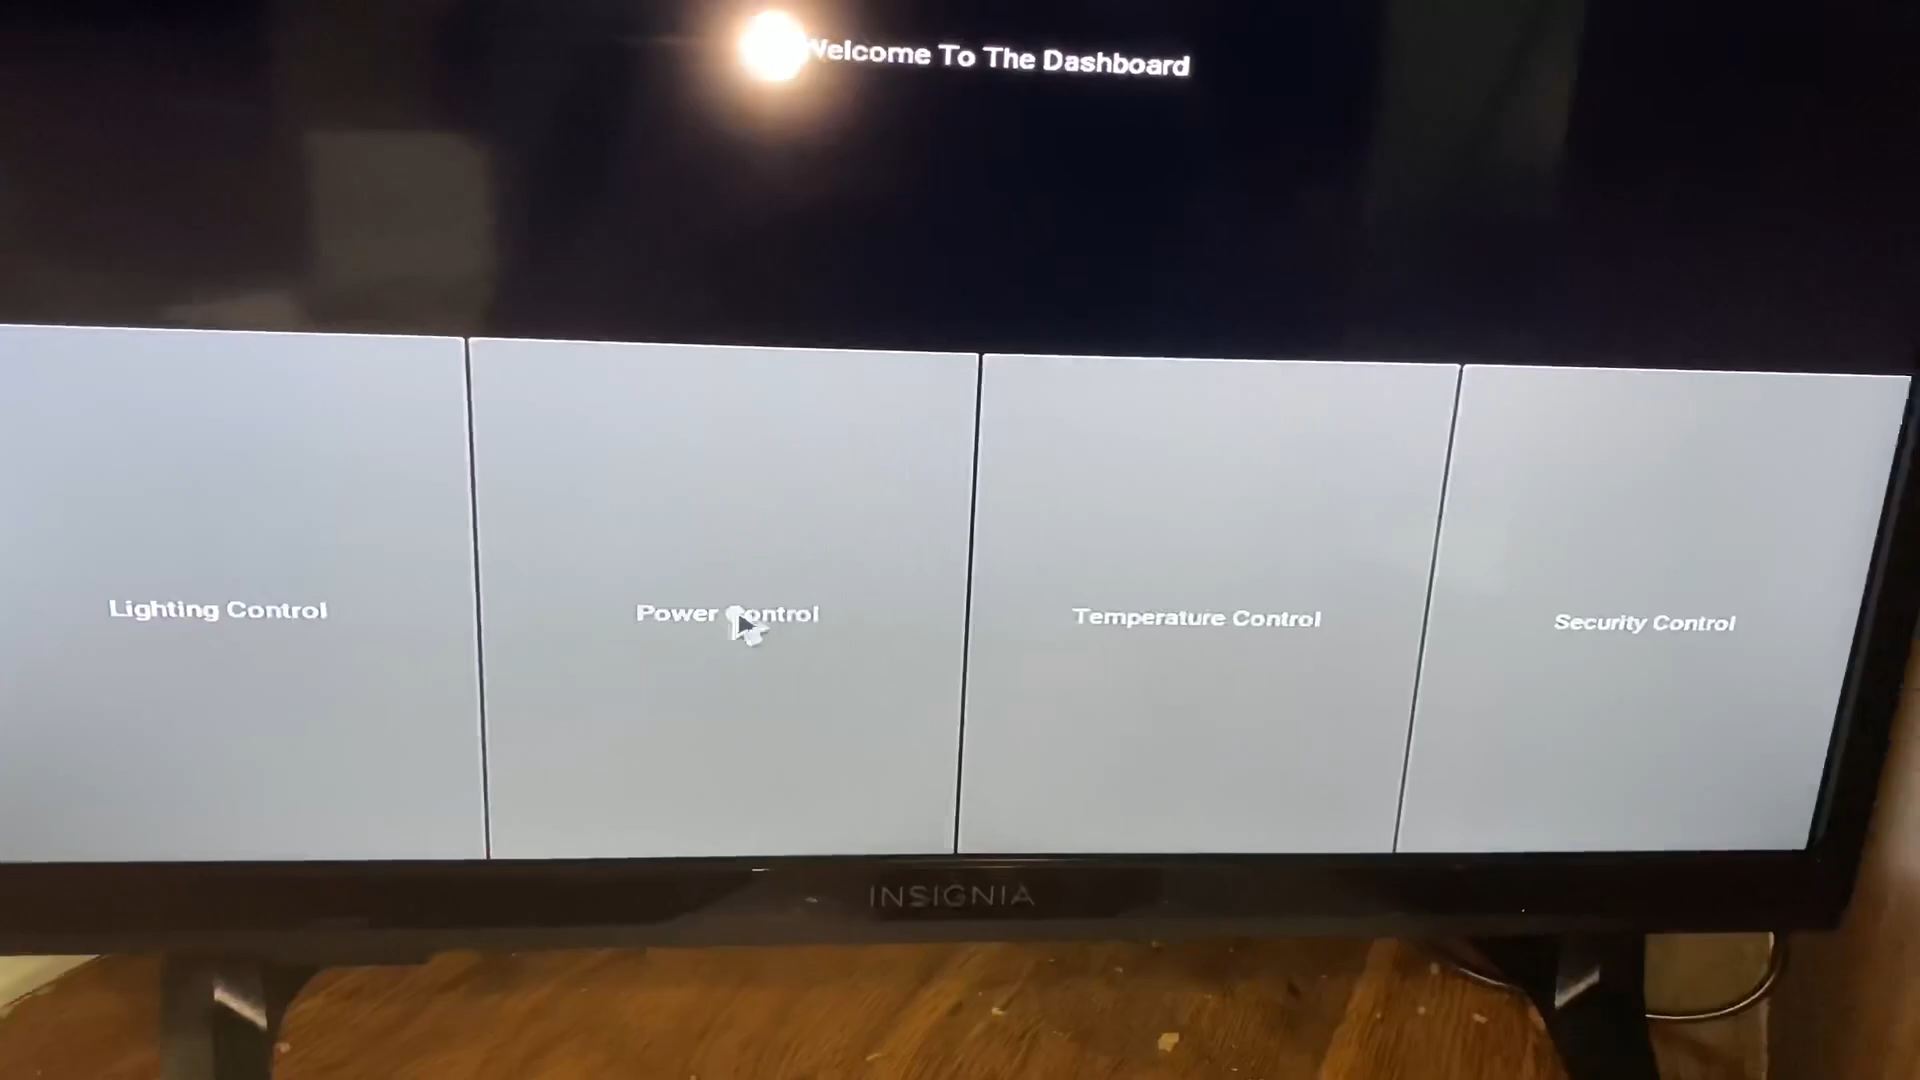 Welcome To The Dashboard
Lighting Control
Power Control
Temperature Control
Security Control
INSIGNIA